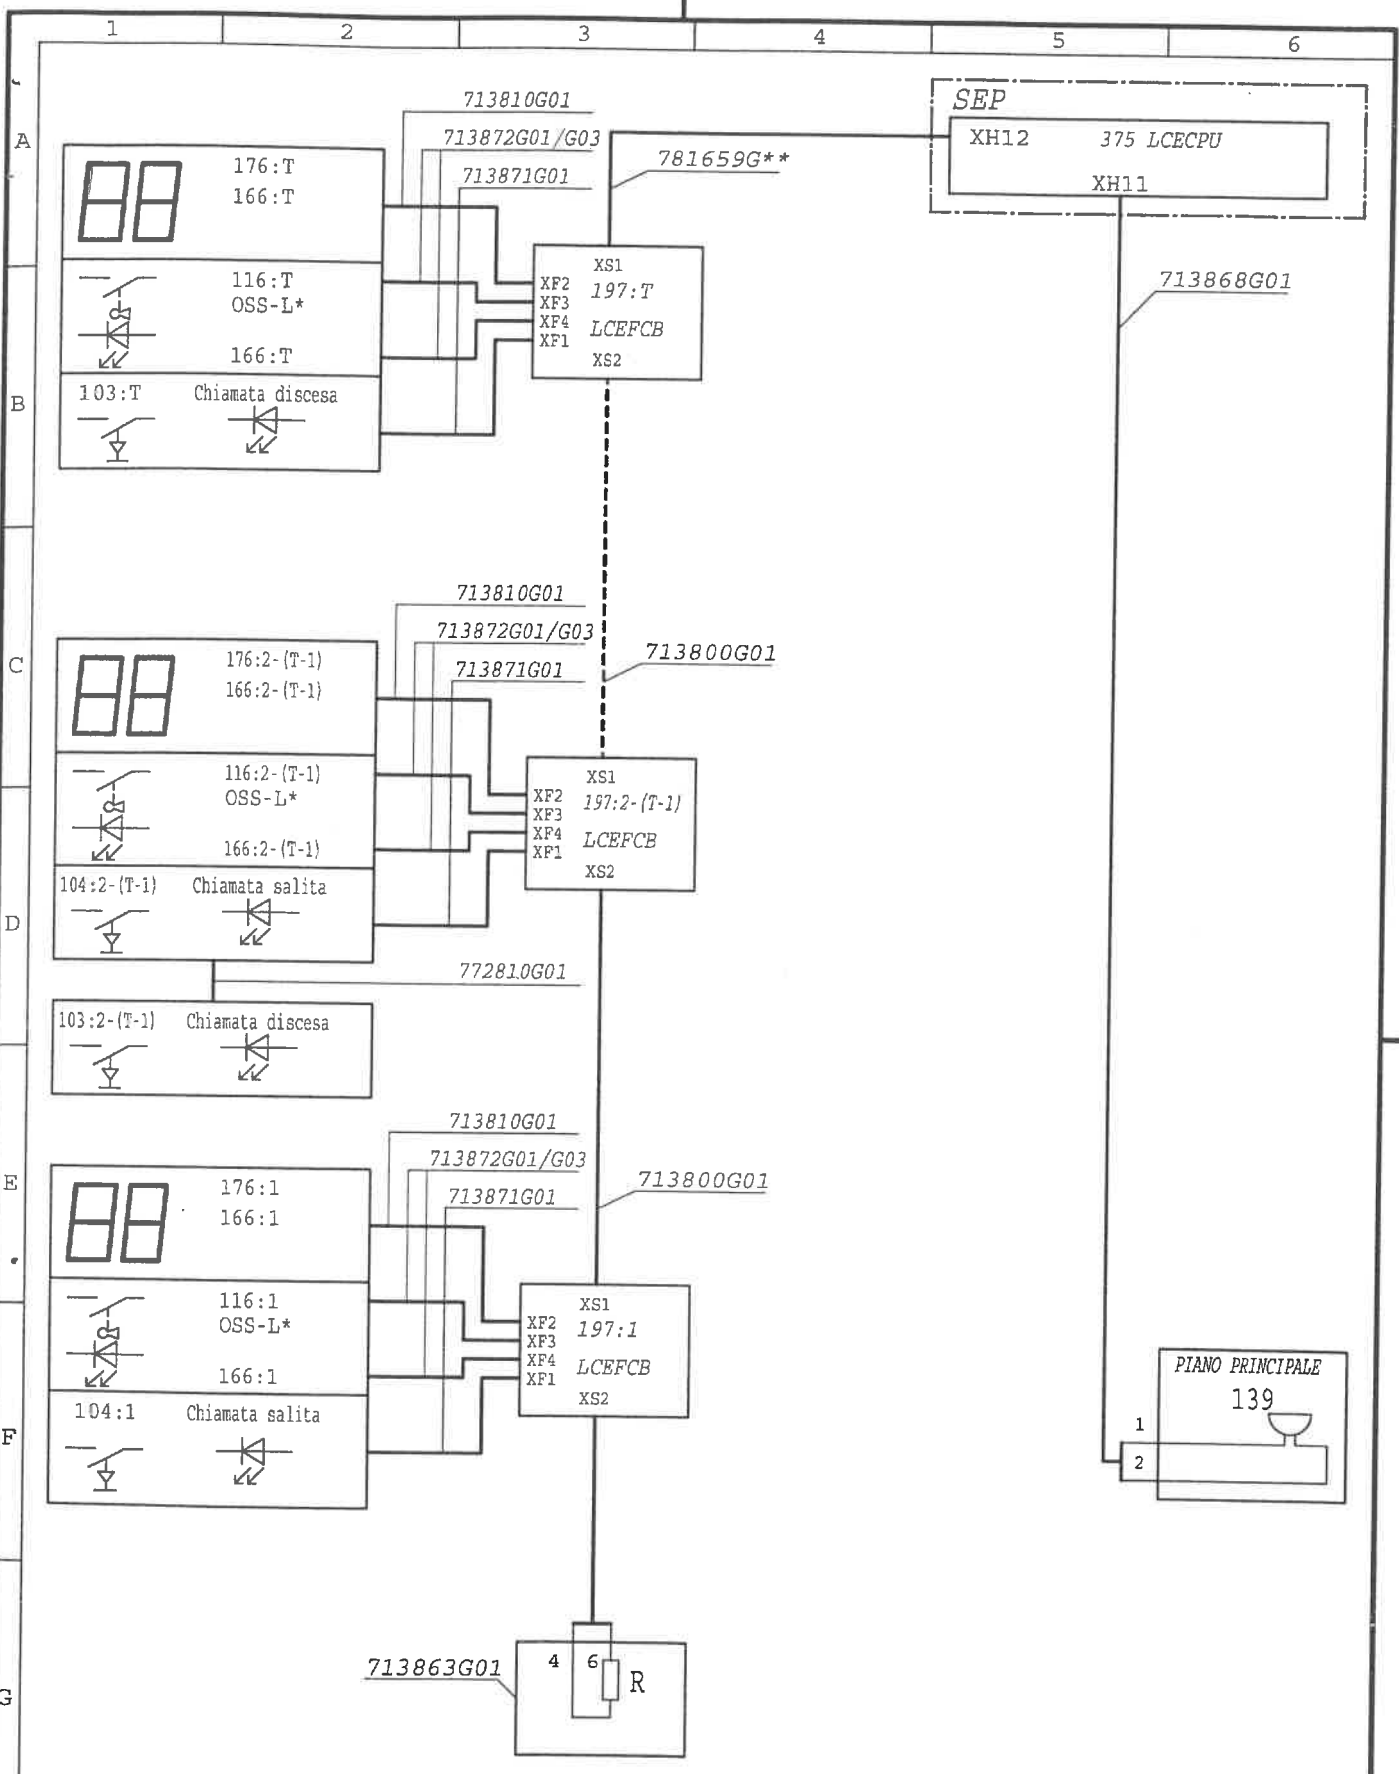 1 2 3 4 5 6
A
B
C
D
E
F
G
SEP
XH12 375 LCECPU
XH11
713810G01
713872G01/G03
713871G01
781659G**
713868G01
176:T
166:T
116:T
OSS-L*
166:T
103:T Chiamata discesa
XS1
XF2 197:T
XF3
XF4 LCEFCB
XF1
XS2
713810G01
713872G01/G03
713871G01
713800G01
176:2-(T-1)
166:2-(T-1)
116:2-(T-1)
OSS-L*
166:2-(T-1)
104:2-(T-1) Chiamata salita
XS1
XF2 197:2-(T-1)
XF3
XF4 LCEFCB
XF1
XS2
772810G01
103:2-(T-1) Chiamata discesa
713810G01
713872G01/G03
713871G01
713800G01
176:1
166:1
116:1
OSS-L*
166:1
104:1 Chiamata salita
XS1
XF2 197:1
XF3
XF4 LCEFCB
XF1
XS2
PIANO PRINCIPALE
139
1
2
713863G01
4 6 R